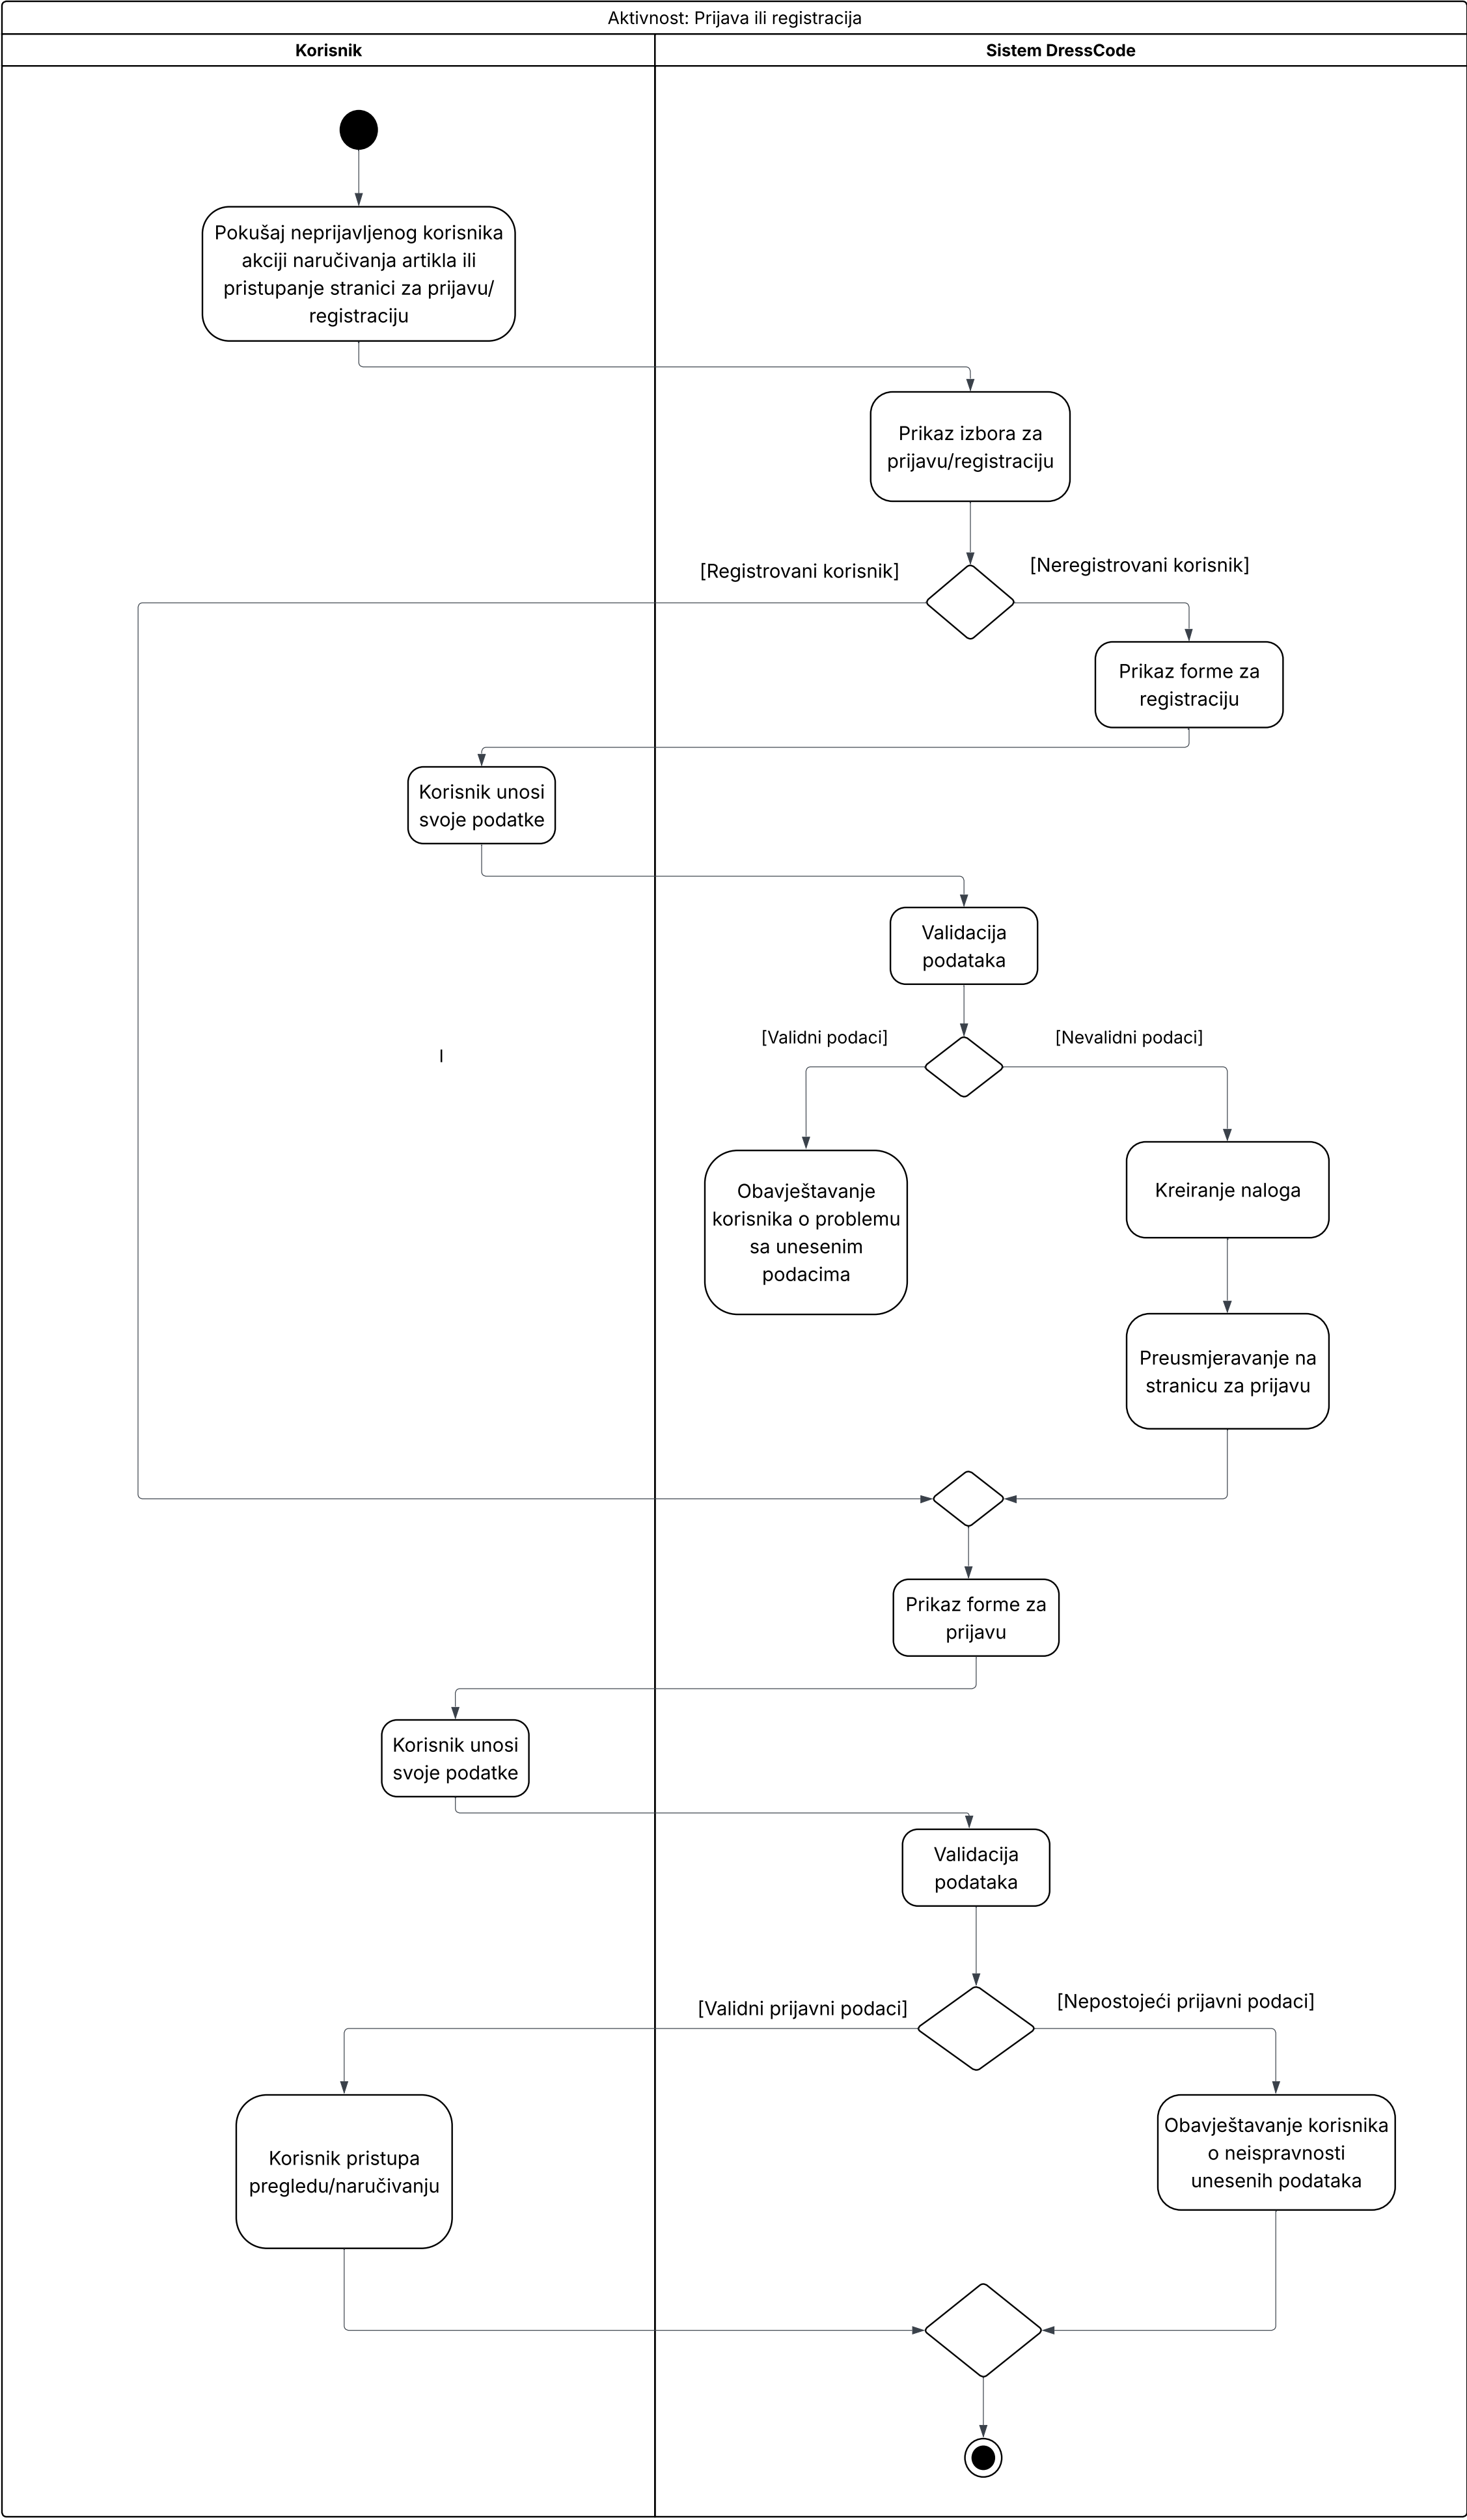 Aktivnost: Prijava ili registracija
Korisnik
Sistem DressCode
Pokušaj neprijavljenog korisnika
akciji naručivanja artikla ili
pristupanje stranici za prijavu/
registraciju
Prikaz izbora za
prijavu/registraciju
[Registrovani korisnik]
[Neregistrovani korisnik]
Prikaz forme za
registraciju
Korisnik unosi
svoje podatke
Validacija
podataka
[Validni podaci]
[Nevalidni podaci]
l
Obavještavanje
korisnika o problemu
sa unesenim
podacima
Kreiranje naloga
Preusmjeravanje na
stranicu za prijavu
Prikaz forme za
prijavu
Korisnik unosi
svoje podatke
Validacija
podataka
[Validni prijavni podaci]
[Nepostojeći prijavni podaci]
Korisnik pristupa
pregledu/naručivanju
Obavještavanje korisnika
o neispravnosti
unesenih podataka